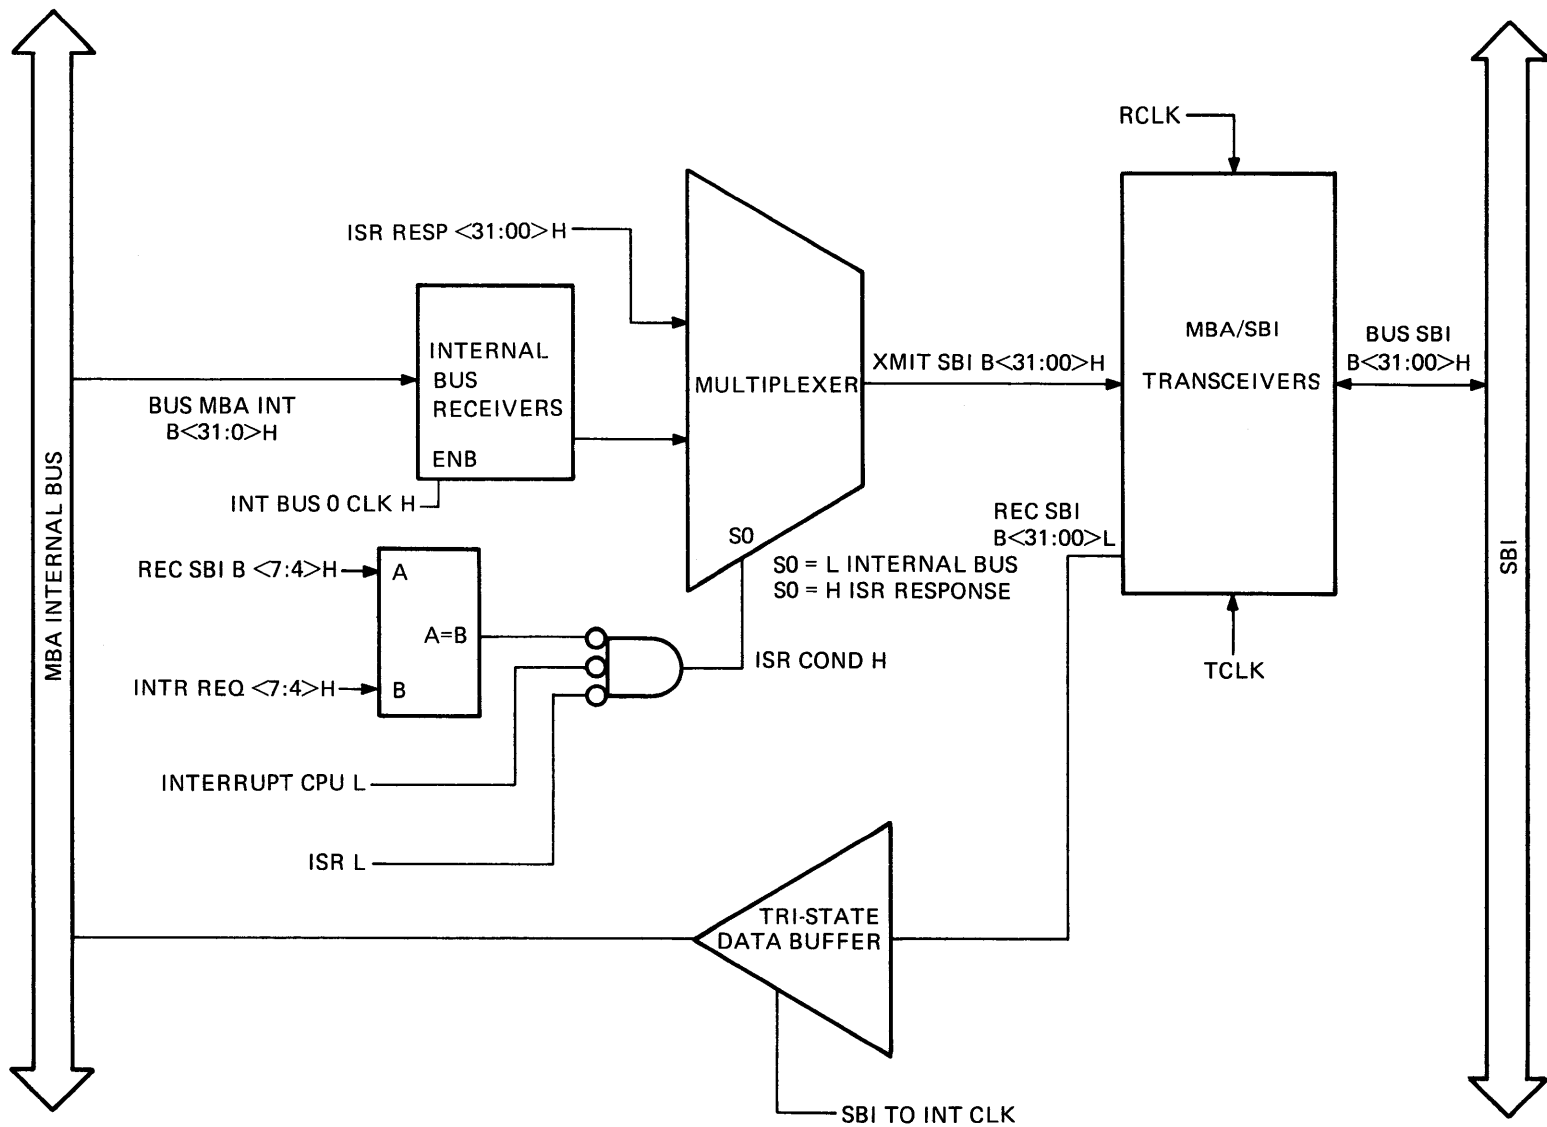 RCLK
ISR RESP <31:00>H
INTERNAL
BUS
RECEIVERS
ENB
MULTIPLEXER
S0
MBA/SBI
TRANSCEIVERS
BUS SBI
B<31:00>H
XMIT SBI B<31:00>H
BUS MBA INT
B<31:0>H
INT BUS 0 CLK H
REC SBI
B<31:00>L
S0 = L INTERNAL BUS
S0 = H ISR RESPONSE
MBA INTERNAL BUS
SBI
REC SBI B <7:4>H
A
A=B
INTR REQ <7:4>H
B
ISR COND H
TCLK
INTERRUPT CPU L
ISR L
TRI-STATE
DATA BUFFER
SBI TO INT CLK